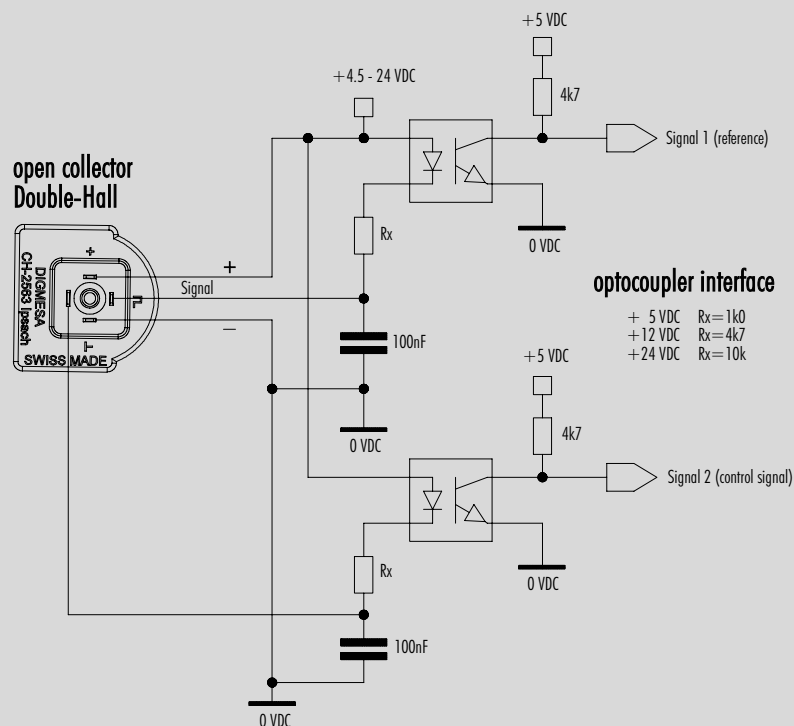 +5 VDC
+4.5 - 24 VDC
4k7
Signal 1 (reference)
open collector
Double-Hall
Rx
0 VDC
+
DIGMESA
CH-2563 Ipsach
SWISS MADE
+
Signal
−
optocoupler interface
+ 5 VDC Rx=1k0
+12 VDC Rx=4k7
+24 VDC Rx=10k
100nF
+5 VDC
0 VDC
4k7
Signal 2 (control signal)
Rx
0 VDC
100nF
0 VDC